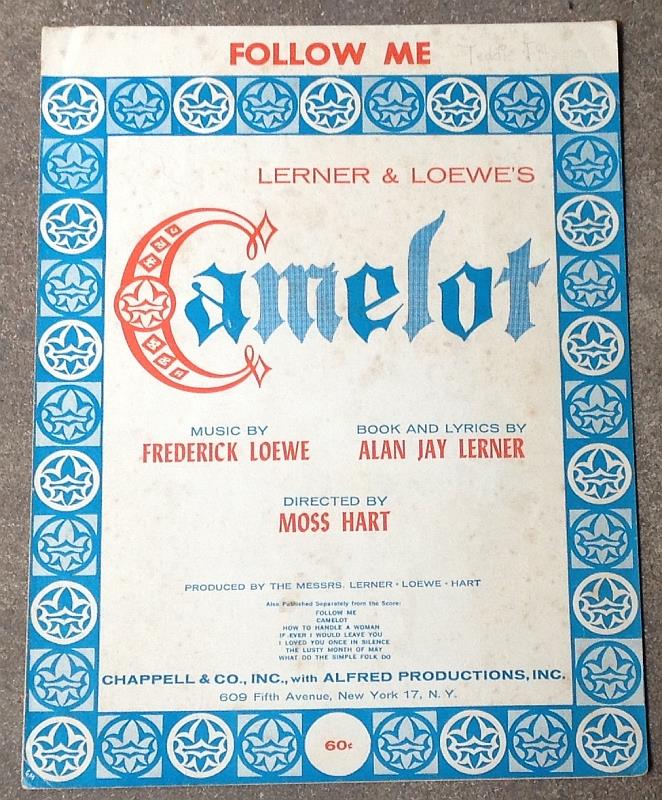 FOLLOW ME
LERNER & LOEWE'S
Camelot
MUSIC BY
FREDERICK LOEWE
BOOK AND LYRICS BY
ALAN JAY LERNER
DIRECTED BY
MOSS HART
PRODUCED BY THE MESSRS. LERNER · LOEWE · HART
Also Published Separately from the Score:
FOLLOW ME
CAMELOT
HOW TO HANDLE A WOMAN
IF EVER I WOULD LEAVE YOU
I LOVED YOU ONCE IN SILENCE
THE LUSTY MONTH OF MAY
WHAT DO THE SIMPLE FOLK DO
CHAPPELL & CO., INC., with ALFRED PRODUCTIONS, INC.
609 Fifth Avenue, New York 17, N. Y.
60¢